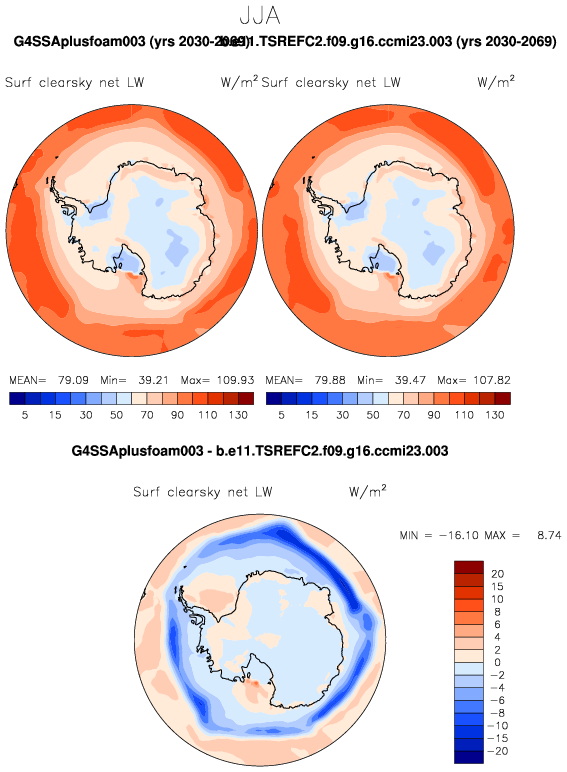 JJA
G4SSAplusfoam003 (yrs 2030-2069) b.e11.TSREFC2.f09.g16.ccmi23.003 (yrs 2030-2069)
Surf clearsky net LW W/m² Surf clearsky net LW W/m²
MEAN= 79.09 Min= 39.21 Max= 109.93 MEAN= 79.88 Min= 39.47 Max= 107.82
5 15 30 50 70 90 110 130 5 15 30 50 70 90 110 130
G4SSAplusfoam003 - b.e11.TSREFC2.f09.g16.ccmi23.003
Surf clearsky net LW W/m²
MIN = −16.10 MAX = 8.74
20
15
10
8
6
4
2
0
−2
−4
−6
−8
−10
−15
−20